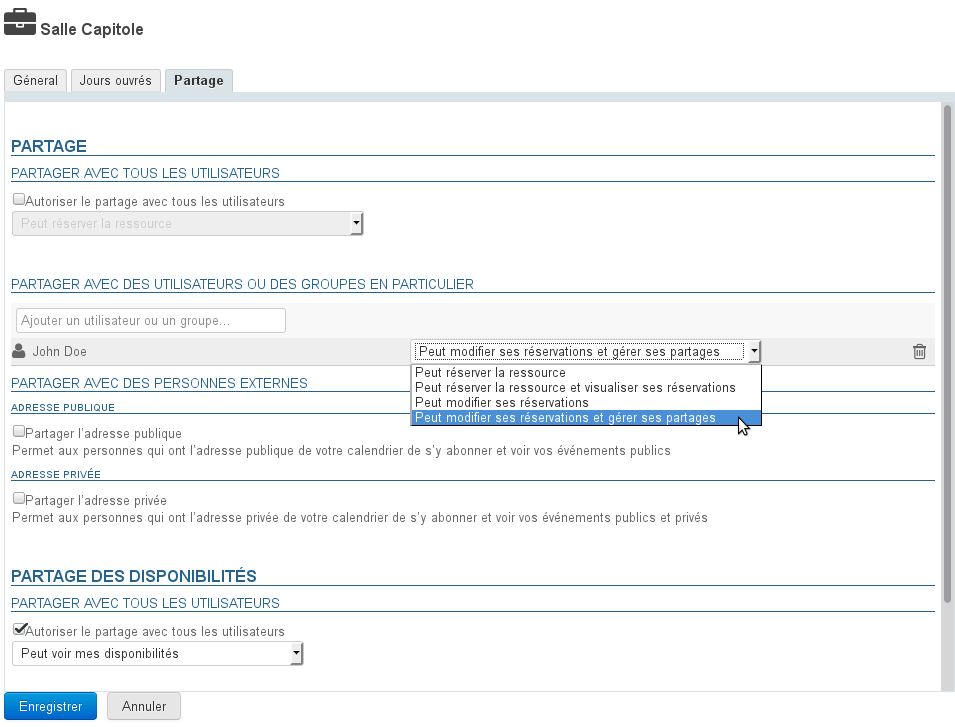 Salle Capitole
Géneral
Jours ouvrés
Partage
PARTAGE
PARTAGER AVEC TOUS LES UTILISATEURS
Autoriser le partage avec tous les utilisateurs
Peut réserver la ressource
PARTAGER AVEC DES UTILISATEURS OU DES GROUPES EN PARTICULIER
Ajouter un utilisateur ou un groupe...
John Doe
Peut modifier ses réservations et gérer ses partages
Peut réserver la ressource
Peut réserver la ressource et visualiser ses réservations
Peut modifier ses réservations
Peut modifier ses réservations et gérer ses partages
PARTAGER AVEC DES PERSONNES EXTERNES
ADRESSE PUBLIQUE
Partager l'adresse publique
Permet aux personnes qui ont l'adresse publique de votre calendrier de s'y abonner et voir vos événements publics
ADRESSE PRIVÉE
Partager l'adresse privée
Permet aux personnes qui ont l'adresse privée de votre calendrier de s'y abonner et voir vos événements publics et privés
PARTAGE DES DISPONIBILITÉS
PARTAGER AVEC TOUS LES UTILISATEURS
Autoriser le partage avec tous les utilisateurs
Peut voir mes disponibilités
Enregistrer
Annuler